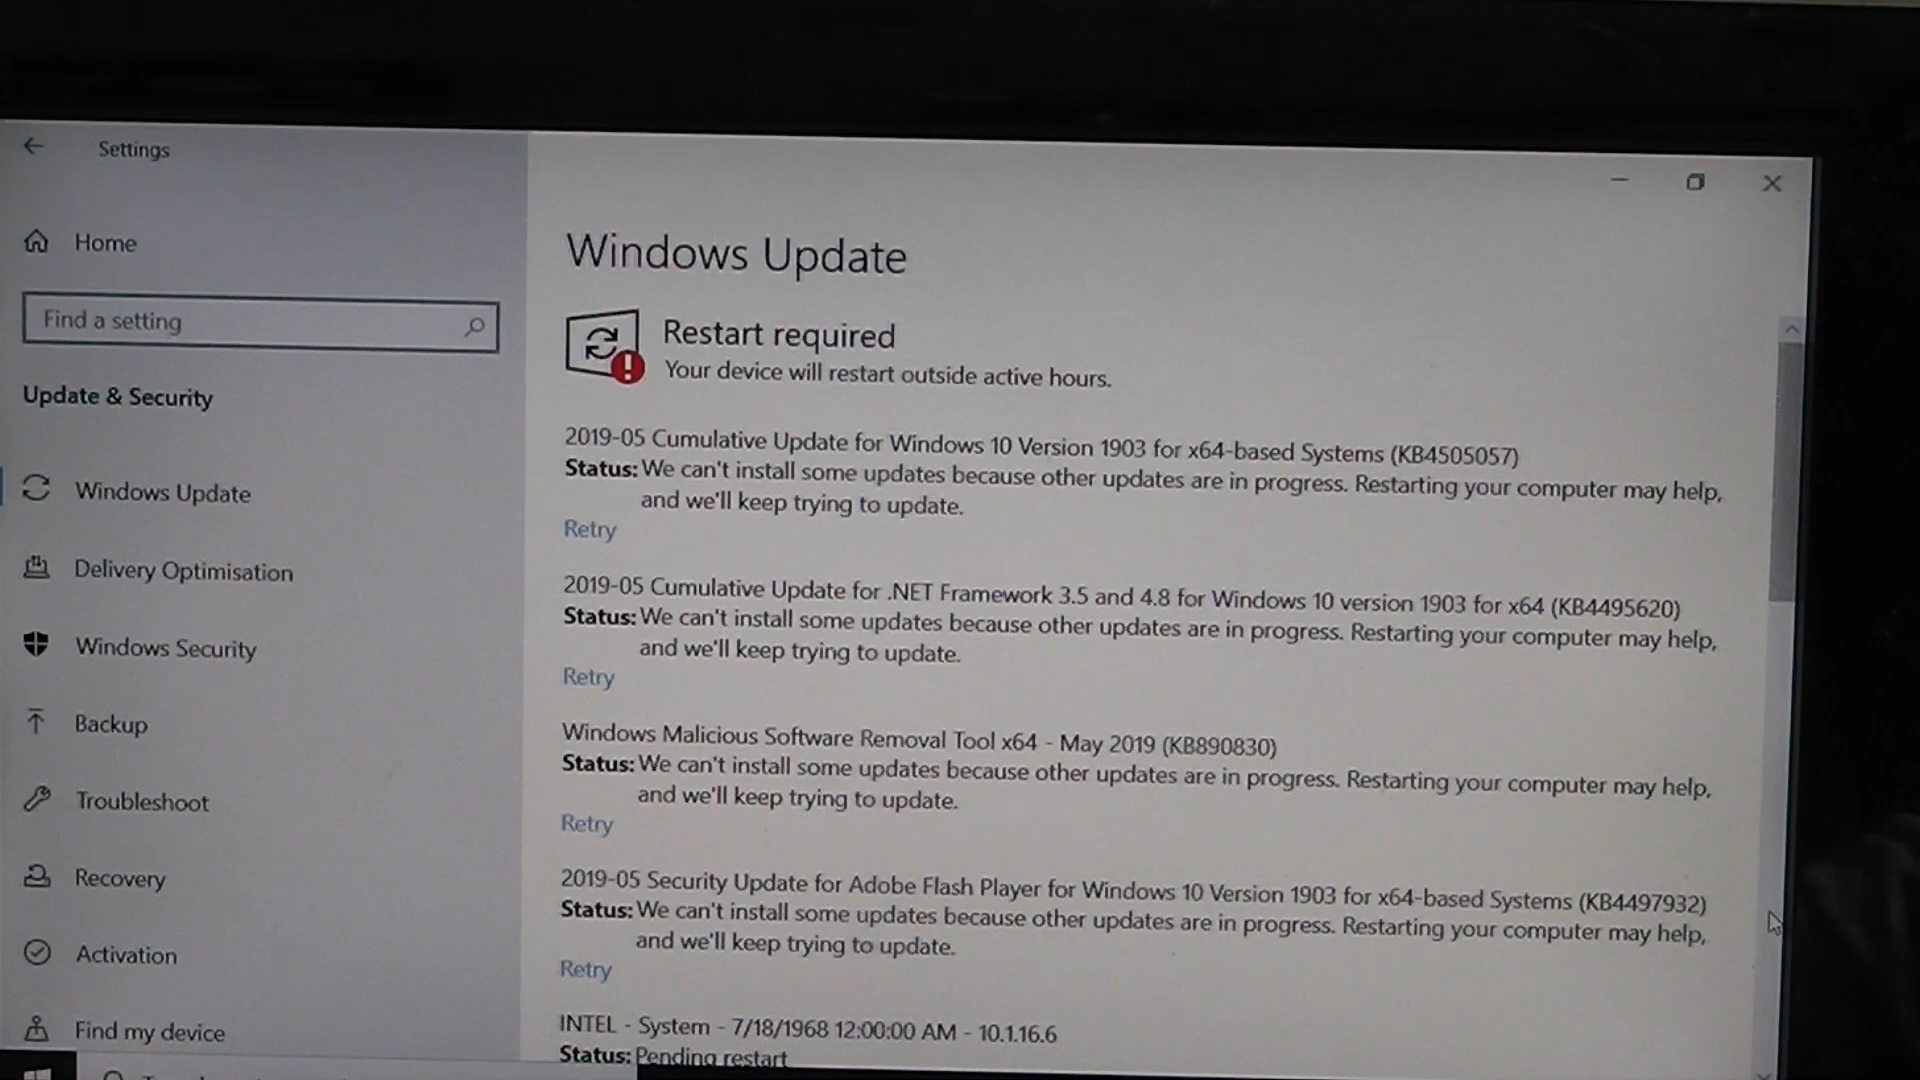 Settings
Home
Find a setting
Update & Security
Windows Update
Delivery Optimisation
Windows Security
Backup
Troubleshoot
Recovery
Activation
Find my device
Windows Update
Restart required
Your device will restart outside active hours.
2019-05 Cumulative Update for Windows 10 Version 1903 for x64-based Systems (KB4505057)
Status: We can't install some updates because other updates are in progress. Restarting your computer may help,
and we'll keep trying to update.
Retry
2019-05 Cumulative Update for .NET Framework 3.5 and 4.8 for Windows 10 version 1903 for x64 (KB4495620)
Status: We can't install some updates because other updates are in progress. Restarting your computer may help,
and we'll keep trying to update.
Retry
Windows Malicious Software Removal Tool x64 - May 2019 (KB890830)
Status: We can't install some updates because other updates are in progress. Restarting your computer may help,
and we'll keep trying to update.
Retry
2019-05 Security Update for Adobe Flash Player for Windows 10 Version 1903 for x64-based Systems (KB4497932)
Status: We can't install some updates because other updates are in progress. Restarting your computer may help,
and we'll keep trying to update.
Retry
INTEL - System - 7/18/1968 12:00:00 AM - 10.1.16.6
Status: Pending restart